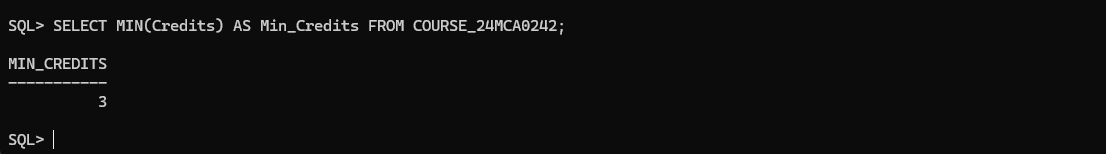 SQL> SELECT MIN(Credits) AS Min_Credits FROM COURSE_24MCA0242;
MIN_CREDITS
-----------
3
SQL>